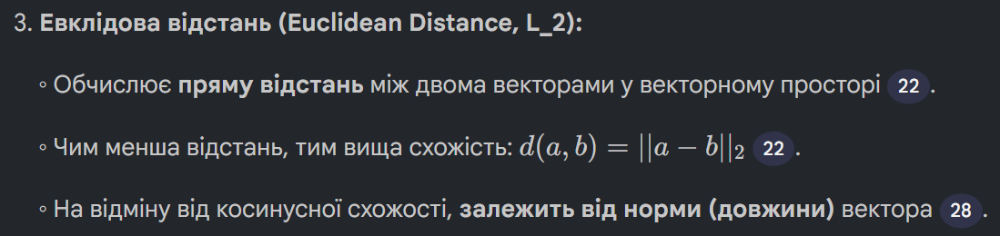 3. Евклідова відстань (Euclidean Distance, L_2):
◦ Обчислює пряму відстань між двома векторами у векторному просторі 22 .
◦ Чим менша відстань, тим вища схожість: d(a, b) = ||a − b||₂ 22 .
◦ На відміну від косинусної схожості, залежить від норми (довжини) вектора 28 .